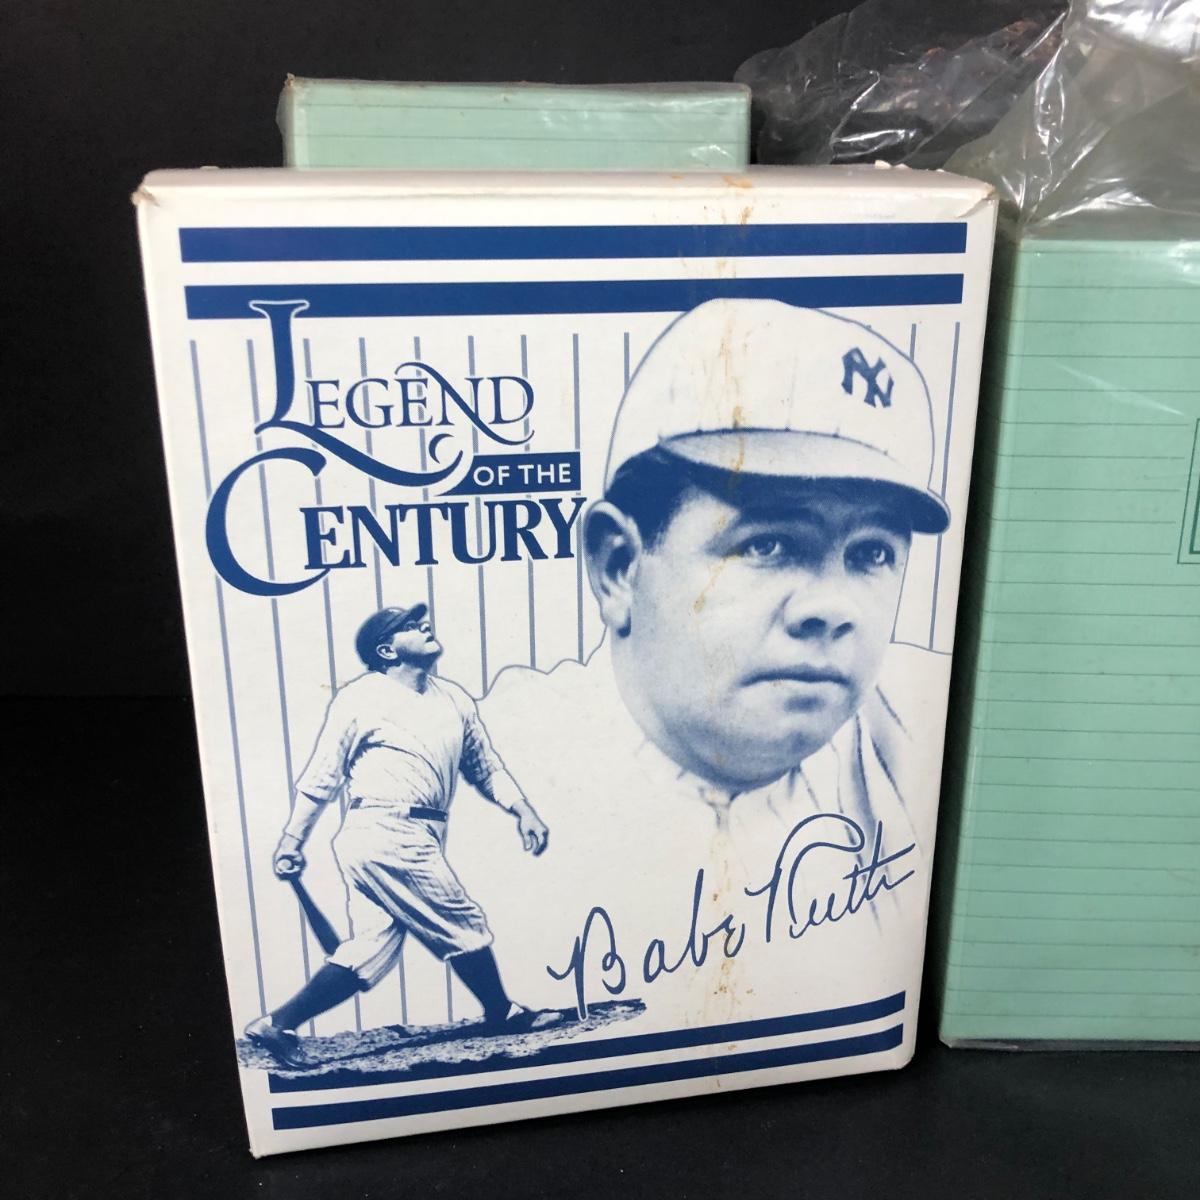 LEGEND
OF THE
CENTURY
NY
Babe Ruth